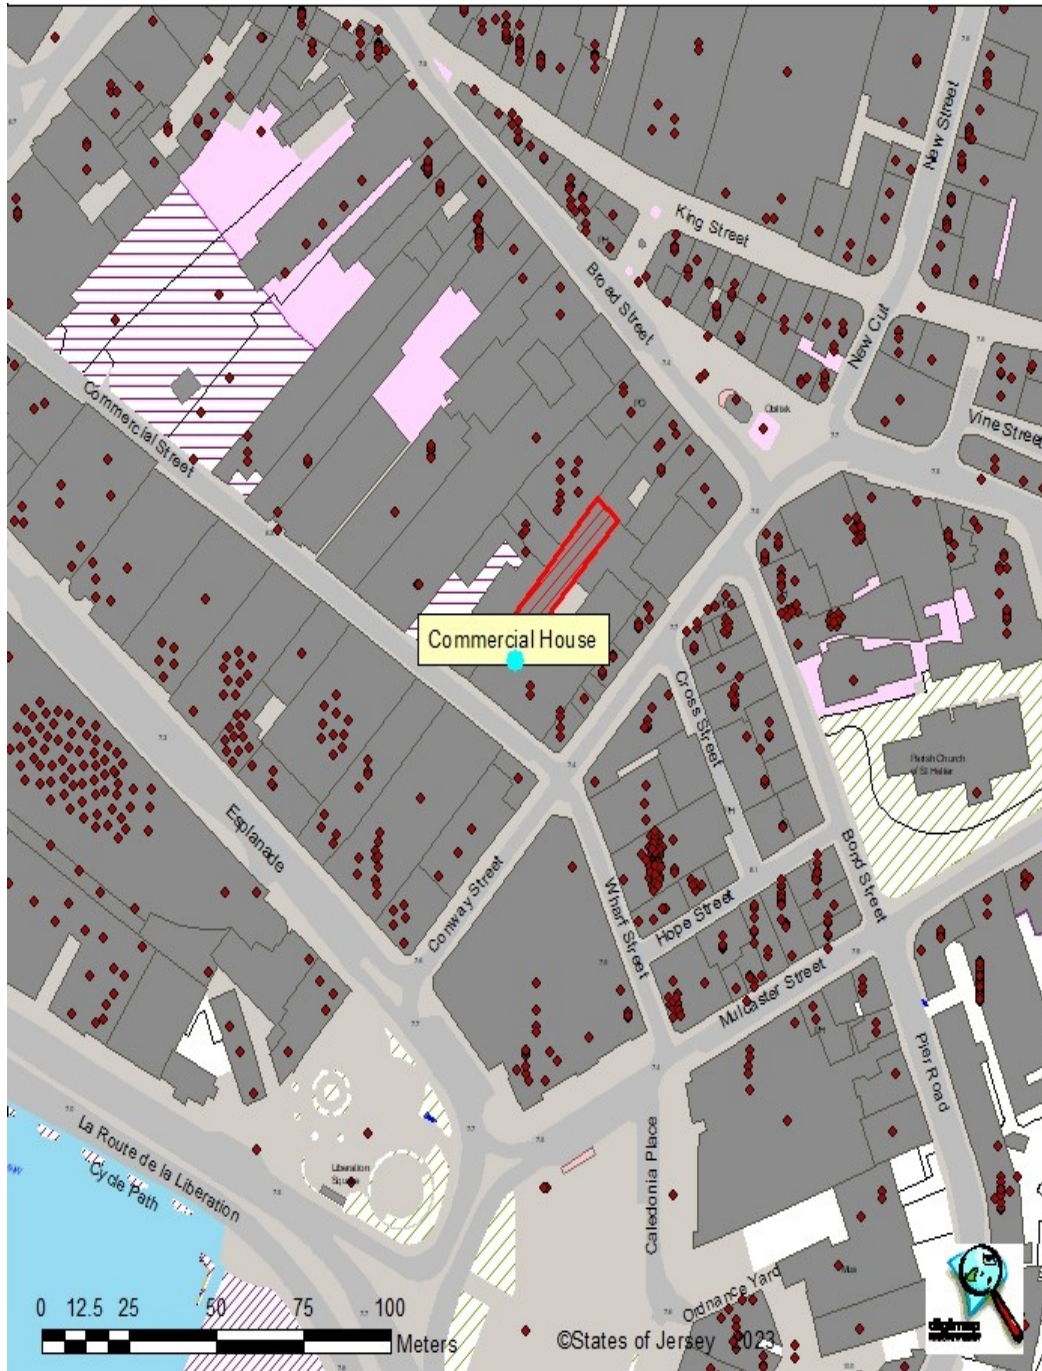 New Street
King Street
Broad Street
New Cut
PO
Vine Street
Commercial Street
Commercial House
Cross Street
Parish Church
of St Helier
Esplanade
Conway Street
Wharf Street
Hope Street
Bond Street
Mulcaster Street
Pier Road
La Route de la Liberation
Cycle Path
Liberation
Square
Caledonia Place
Ordnance Yard
Mus
0 12.5 25 50 75 100
Meters
©States of Jersey 2023
digimap